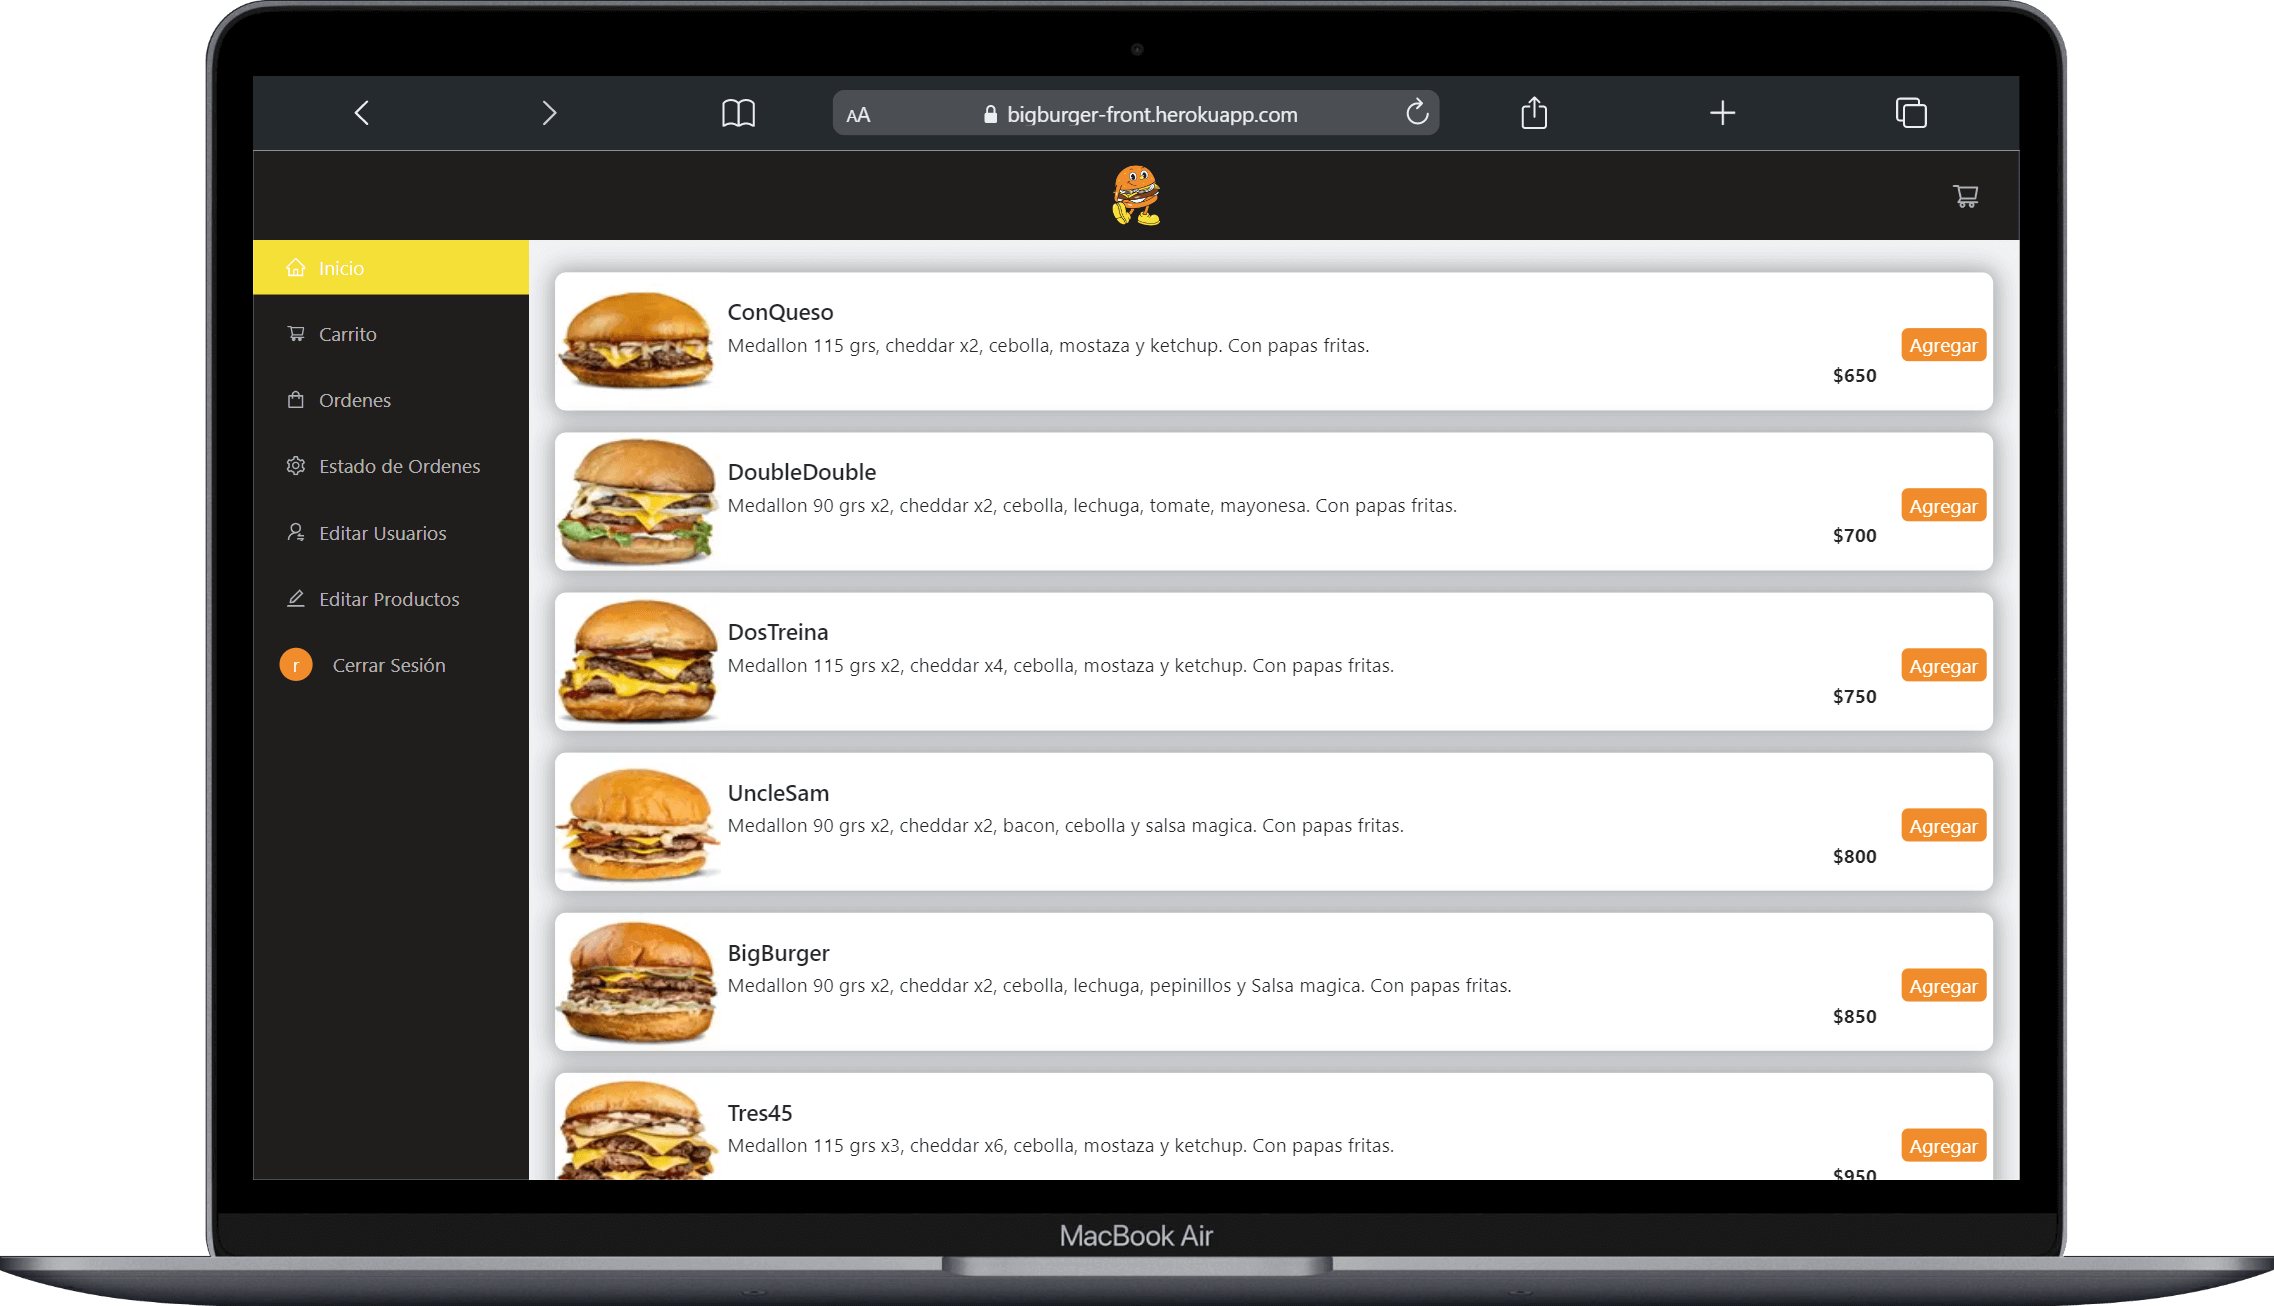 AA
bigburger-front.herokuapp.com
Inicio
Carrito
Ordenes
Estado de Ordenes
Editar Usuarios
Editar Productos
r
Cerrar Sesión
ConQueso
Medallon 115 grs, cheddar x2, cebolla, mostaza y ketchup. Con papas fritas.
$650
Agregar
DoubleDouble
Medallon 90 grs x2, cheddar x2, cebolla, lechuga, tomate, mayonesa. Con papas fritas.
$700
Agregar
DosTreina
Medallon 115 grs x2, cheddar x4, cebolla, mostaza y ketchup. Con papas fritas.
$750
Agregar
UncleSam
Medallon 90 grs x2, cheddar x2, bacon, cebolla y salsa magica. Con papas fritas.
$800
Agregar
BigBurger
Medallon 90 grs x2, cheddar x2, cebolla, lechuga, pepinillos y Salsa magica. Con papas fritas.
$850
Agregar
Tres45
Medallon 115 grs x3, cheddar x6, cebolla, mostaza y ketchup. Con papas fritas.
$950
Agregar
MacBook Air